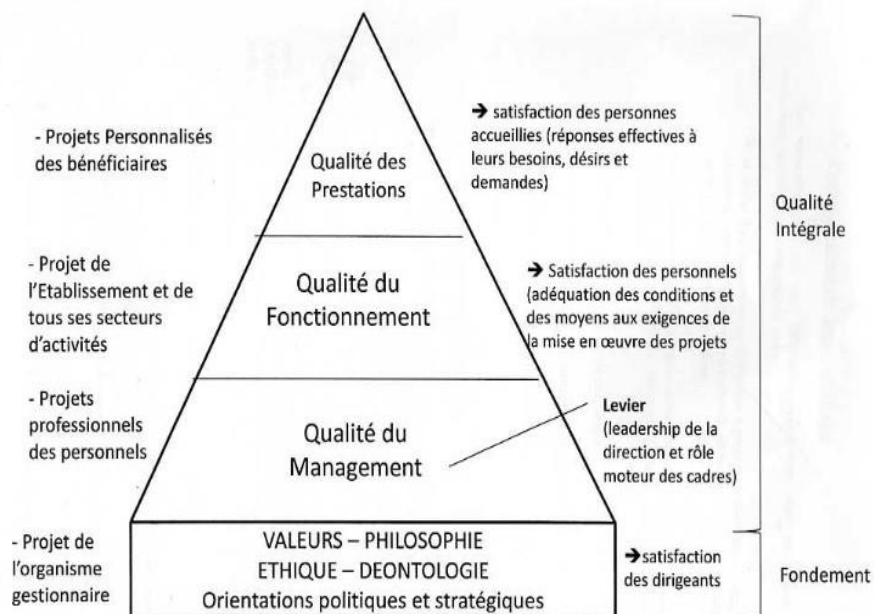 - Projets Personnalisés
des bénéficiaires
Qualité des
Prestations
➔ satisfaction des personnes
accueillies (réponses effectives à
leurs besoins, désirs et
demandes)
Qualité
Intégrale
- Projet de
l'Etablissement et de
tous ses secteurs
d'activités
Qualité du
Fonctionnement
➔ Satisfaction des personnels
(adéquation des conditions et
des moyens aux exigences de
la mise en œuvre des projets
- Projets
professionnels
des personnels
Qualité du
Management
Levier
(leadership de la
direction et rôle
moteur des cadres)
- Projet de
l'organisme
gestionnaire
VALEURS – PHILOSOPHIE
ETHIQUE – DEONTOLOGIE
Orientations politiques et stratégiques
➔satisfaction
des dirigeants
Fondement